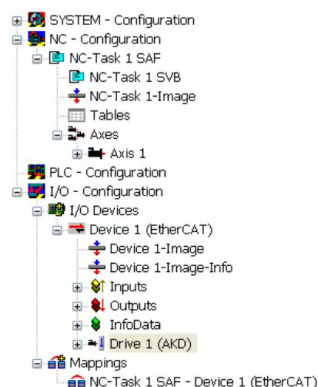 SYSTEM - Configuration
NC - Configuration
NC-Task 1 SAF
NC-Task 1 SVB
NC-Task 1-Image
Tables
Axes
Axis 1
PLC - Configuration
I/O - Configuration
I/O Devices
Device 1 (EtherCAT)
Device 1-Image
Device 1-Image-Info
Inputs
Outputs
InfoData
Drive 1 (AKD)
Mappings
NC-Task 1 SAF - Device 1 (EtherCAT)